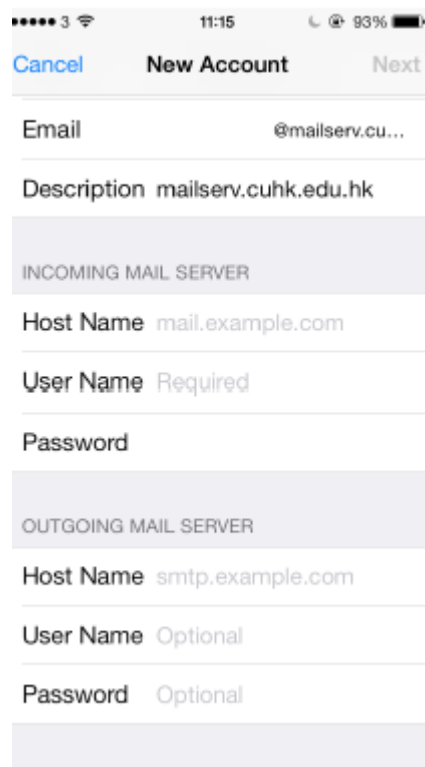 3 11:15 93%
Cancel New Account Next
Email @mailserv.cu...
Description mailserv.cuhk.edu.hk
INCOMING MAIL SERVER
Host Name mail.example.com
User Name Required
Password
OUTGOING MAIL SERVER
Host Name smtp.example.com
User Name Optional
Password Optional